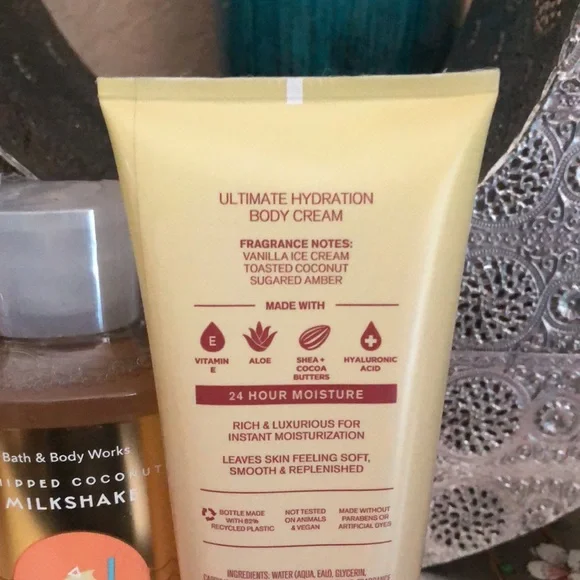 ULTIMATE HYDRATION
BODY CREAM
FRAGRANCE NOTES:
VANILLA ICE CREAM
TOASTED COCONUT
SUGARED AMBER
MADE WITH
E
VITAMIN
E
ALOE
SHEA +
COCOA
BUTTERS
HYALURONIC
ACID
24 HOUR MOISTURE
RICH & LUXURIOUS FOR
INSTANT MOISTURIZATION
LEAVES SKIN FEELING SOFT,
SMOOTH & REPLENISHED
BOTTLE MADE
WITH 82%
RECYCLED PLASTIC
NOT TESTED
ON ANIMALS
& VEGAN
MADE WITHOUT
PARABENS OR
ARTIFICIAL DYES
INGREDIENTS: WATER (AQUA, EAU), GLYCERIN,
Bath & Body Works
HIPPED COCONUT
MILKSHAKE